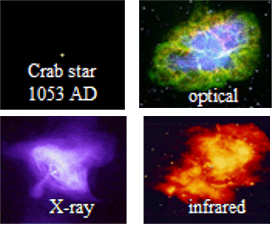 Crab star
1053 AD
optical
X-ray
infrared